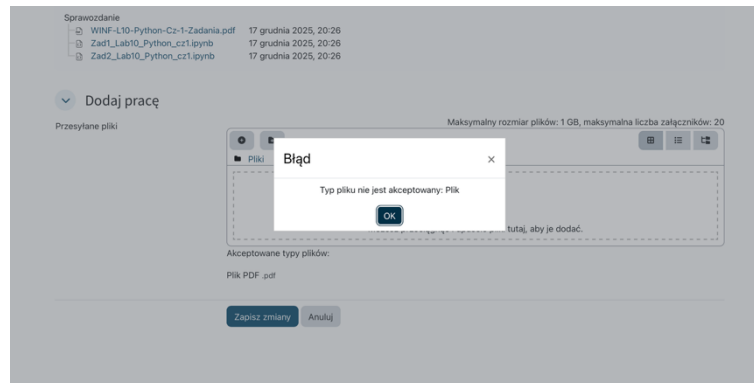 Sprawozdanie
WINF-L10-Python-Cz-1-Zadania.pdf 17 grudnia 2025, 20:26
Zad1_Lab10_Python_cz1.ipynb 17 grudnia 2025, 20:26
Zad2_Lab10_Python_cz1.ipynb 17 grudnia 2025, 20:26
Dodaj pracę
Przesyłane pliki
Maksymalny rozmiar plików: 1 GB, maksymalna liczba załączników: 20
Pliki
Błąd ×
Typ pliku nie jest akceptowany: Plik
OK
tutaj, aby je dodać.
Akceptowane typy plików:
Plik PDF .pdf
Zapisz zmiany Anuluj